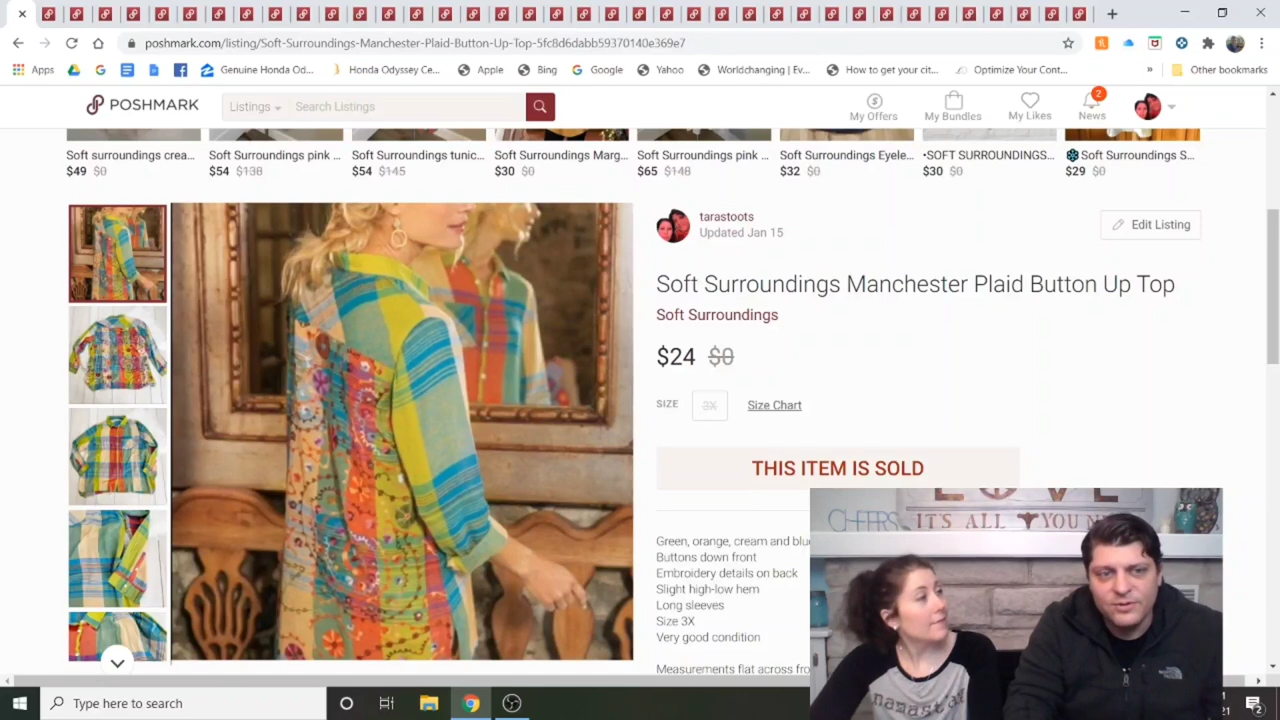 poshmark.com/listing/Soft-Surroundings-Manchester-Plaid-Button-Up-Top-5fc8d6dabb59370140e369e7
Apps
Genuine Honda Od...
Honda Odyssey Ce...
Apple
Bing
Google
Yahoo
Worldchanging | Ev...
How to get your cit...
Optimize Your Cont...
»
Other bookmarks
POSHMARK
Listings
Search Listings
My Offers
My Bundles
My Likes
2
News
Soft surroundings crea...
$49 $0
Soft Surroundings pink ...
$54 $138
Soft Surroundings tunic...
$54 $145
Soft Surroundings Marg...
$30 $0
Soft Surroundings pink ...
$65 $148
Soft Surroundings Eyele...
$32 $0
•SOFT SURROUNDINGS...
$30 $0
Soft Surroundings S...
$29 $0
tarastoots
Updated Jan 15
Edit Listing
Soft Surroundings Manchester Plaid Button Up Top
Soft Surroundings
$24 $0
SIZE 3X Size Chart
THIS ITEM IS SOLD
Green, orange, cream and blu
Buttons down front
Embroidery details on back
Slight high-low hem
Long sleeves
Size 3X
Very good condition
Measurements flat across fro
LOVE
CHEERS
IT'S ALL YOU N
namast
Type here to search
21
2